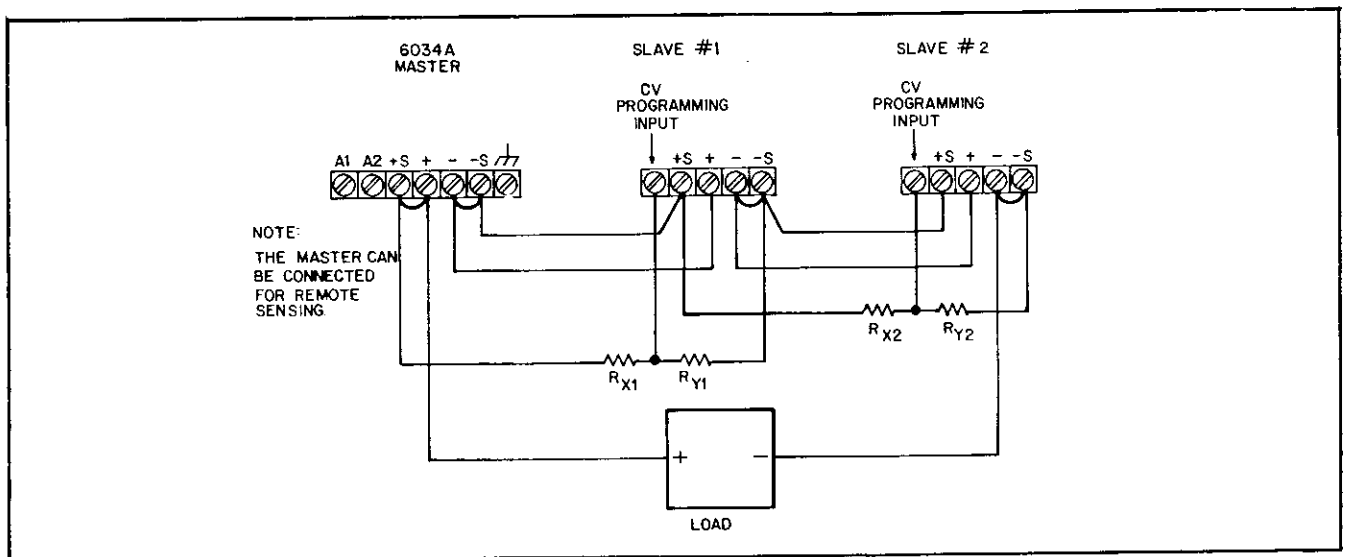 6034A
MASTER
SLAVE #1
SLAVE #2
CV
PROGRAMMING
INPUT
CV
PROGRAMMING
INPUT
A1 A2 +S + - -S
+S + - -S
+S + - -S
NOTE:
THE MASTER CAN
BE CONNECTED
FOR REMOTE
SENSING.
RX2 RY2
RX1 RY1
+ -
LOAD